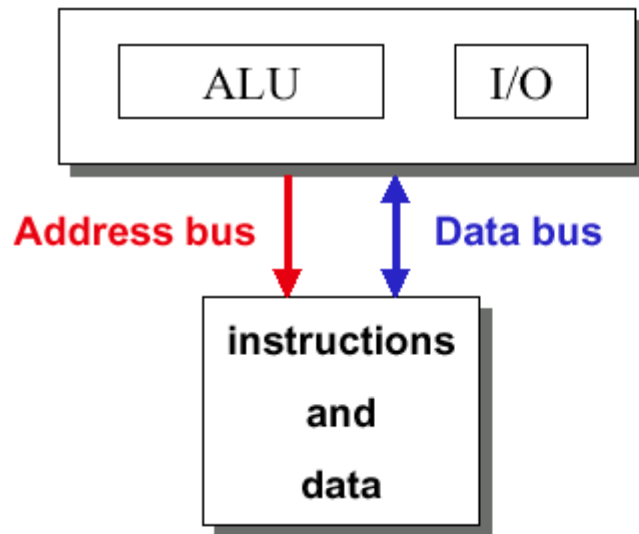 ALU
I/O
Address bus
Data bus
instructions
and
data